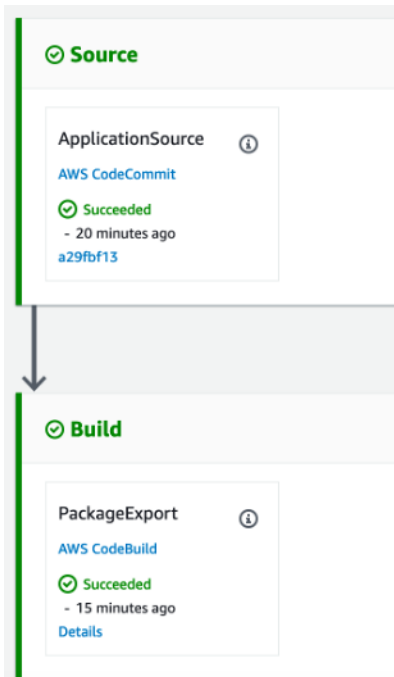 Source
ApplicationSource
AWS CodeCommit
Succeeded
- 20 minutes ago
a29fbf13
Build
PackageExport
AWS CodeBuild
Succeeded
- 15 minutes ago
Details